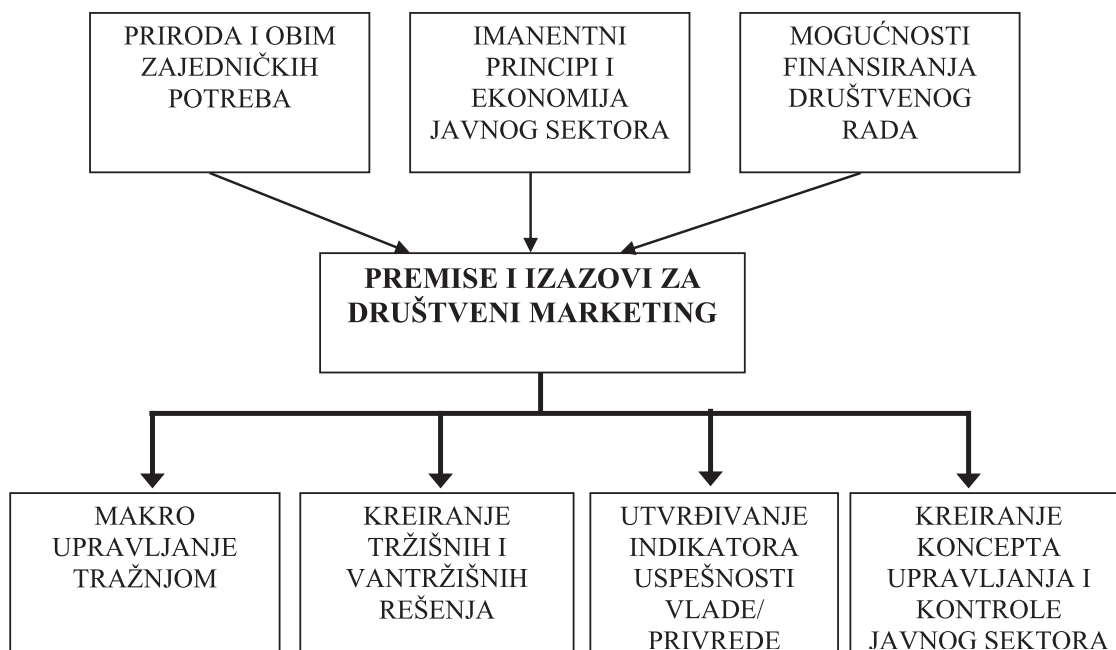 PRIRODA I OBIM
ZAJEDNIČKIH
POTREBA
IMANENTNI
PRINCIPI I
EKONOMIJA
JAVNOG SEKTORA
MOGUĆNOSTI
FINANSIRANJA
DRUŠTVENOG
RADA
PREMISE I IZAZOVI ZA
DRUŠTVENI MARKETING
MAKRO
UPRAVLJANJE
TRAŽNJOM
KREIRANJE
TRŽIŠNIH I
VANTRŽIŠNIH
REŠENJA
UTVRĐIVANJE
INDIKATORA
USPEŠNOSTI
VLADE/
PRIVREDE
KREIRANJE
KONCEPTA
UPRAVLJANJA I
KONTROLE
JAVNOG SEKTORA